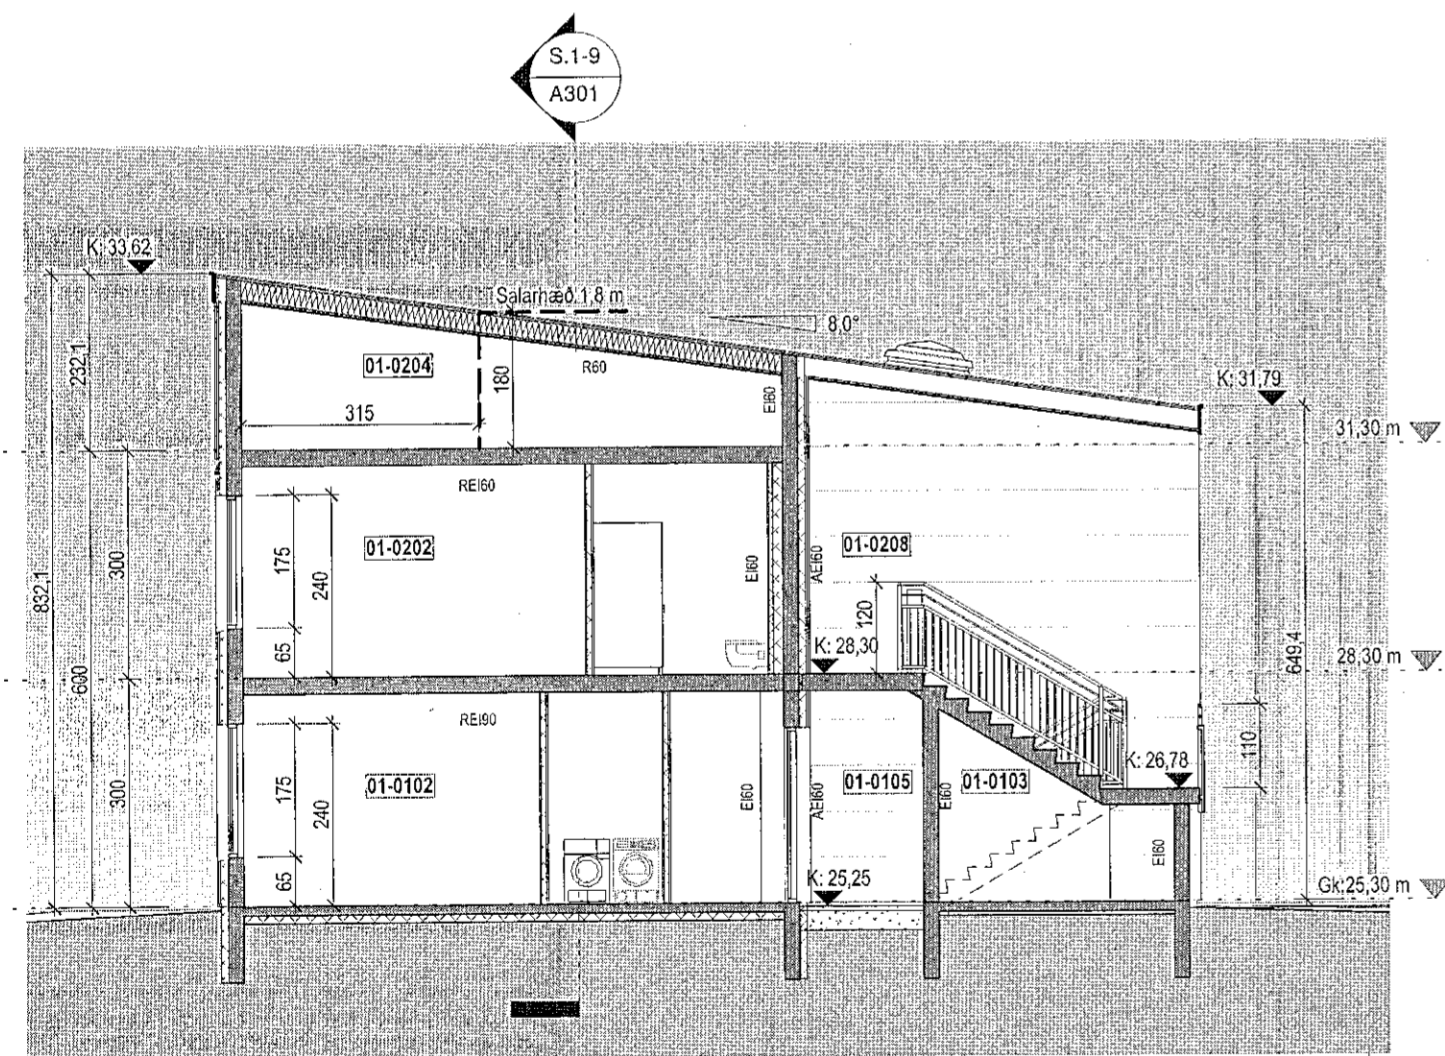 S.1-9
A301
K: 33,62
Salarhæð 1,8 m
8,0°
01-0204
R60
180
315
EI60
K: 31,79
31,30 m
232,1
REI60
01-0202
175
240
65
EI60
AEI60
01-0208
120
K: 28,30
28,30 m
300
832,1
600
649,4
REI90
01-0102
175
240
65
300
EI60
AEI60
01-0105
EI60
01-0103
K: 26,78
110
EI60
K: 25,25
Gk:25,30 m